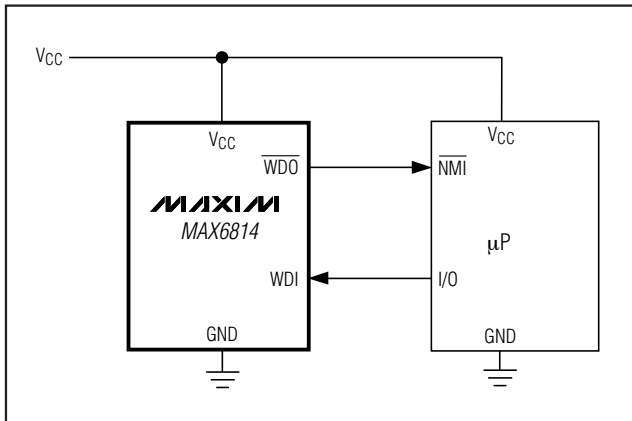 VCC
VCC
WDO
MAXIM
MAX6814
WDI
GND
VCC
NMI
µP
I/O
GND